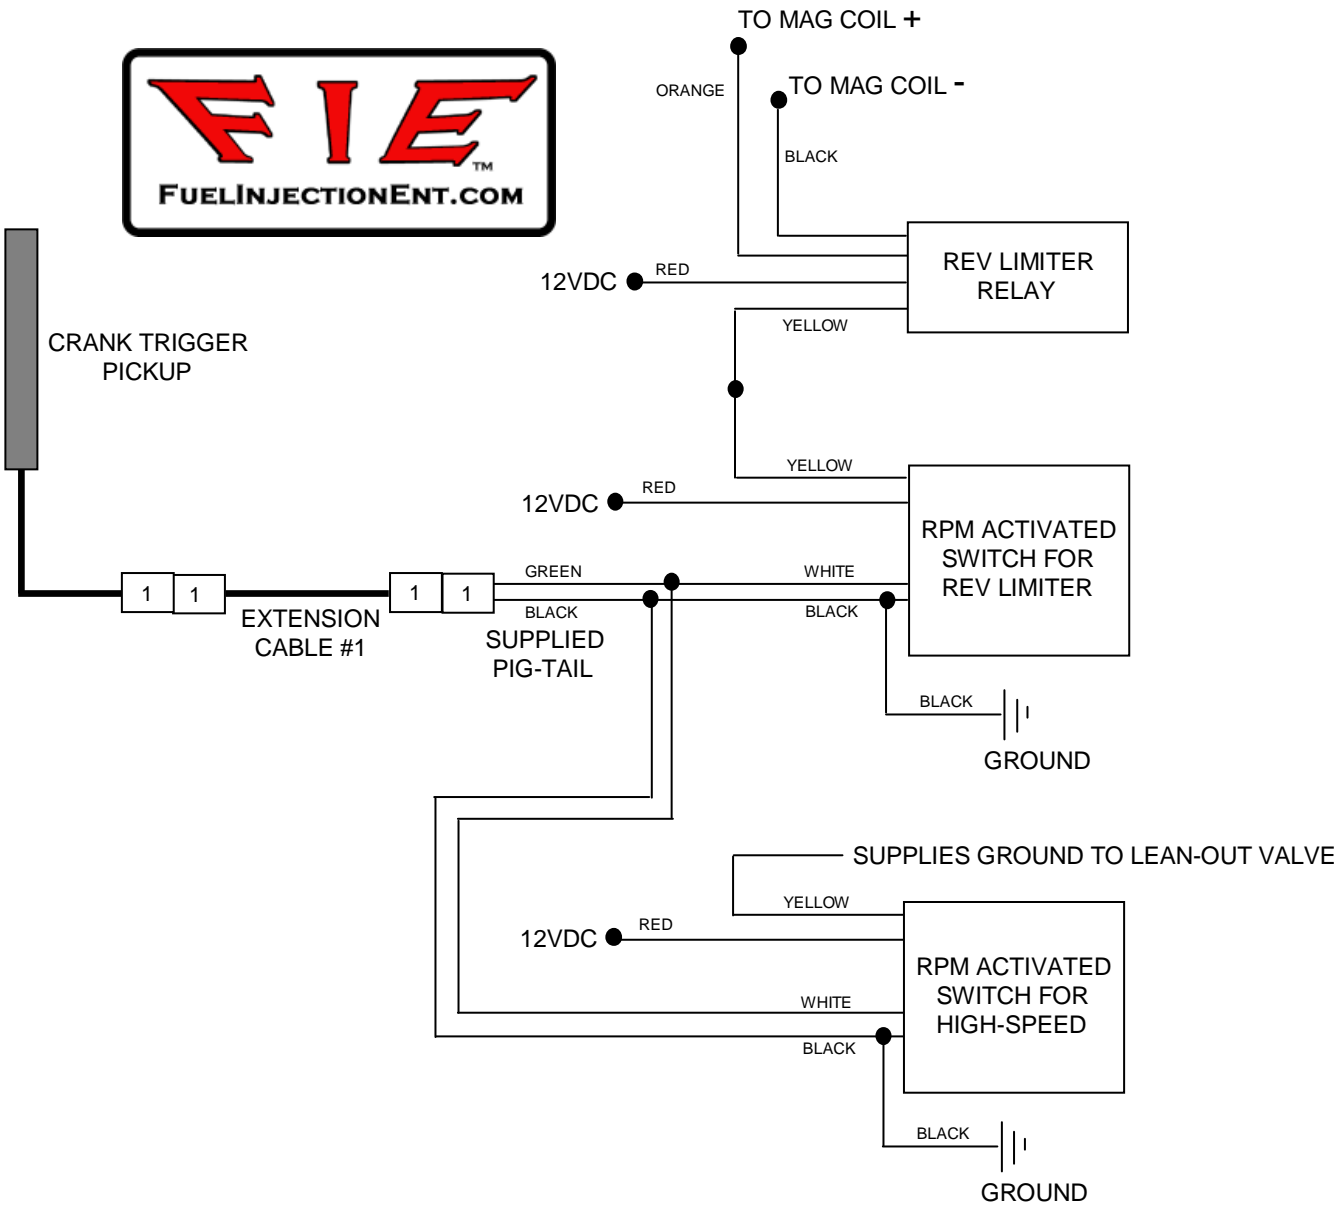 TO MAG COIL +
ORANGE
TO MAG COIL -
BLACK
FIE™
FUELINJECTIONENT.COM
REV LIMITER
RELAY
12VDC
RED
YELLOW
CRANK TRIGGER
PICKUP
YELLOW
12VDC
RED
RPM ACTIVATED
SWITCH FOR
REV LIMITER
GREEN
WHITE
1
1
1
1
BLACK
BLACK
EXTENSION
CABLE #1
SUPPLIED
PIG-TAIL
BLACK
GROUND
SUPPLIES GROUND TO LEAN-OUT VALVE
YELLOW
12VDC
RED
RPM ACTIVATED
SWITCH FOR
HIGH-SPEED
WHITE
BLACK
BLACK
GROUND